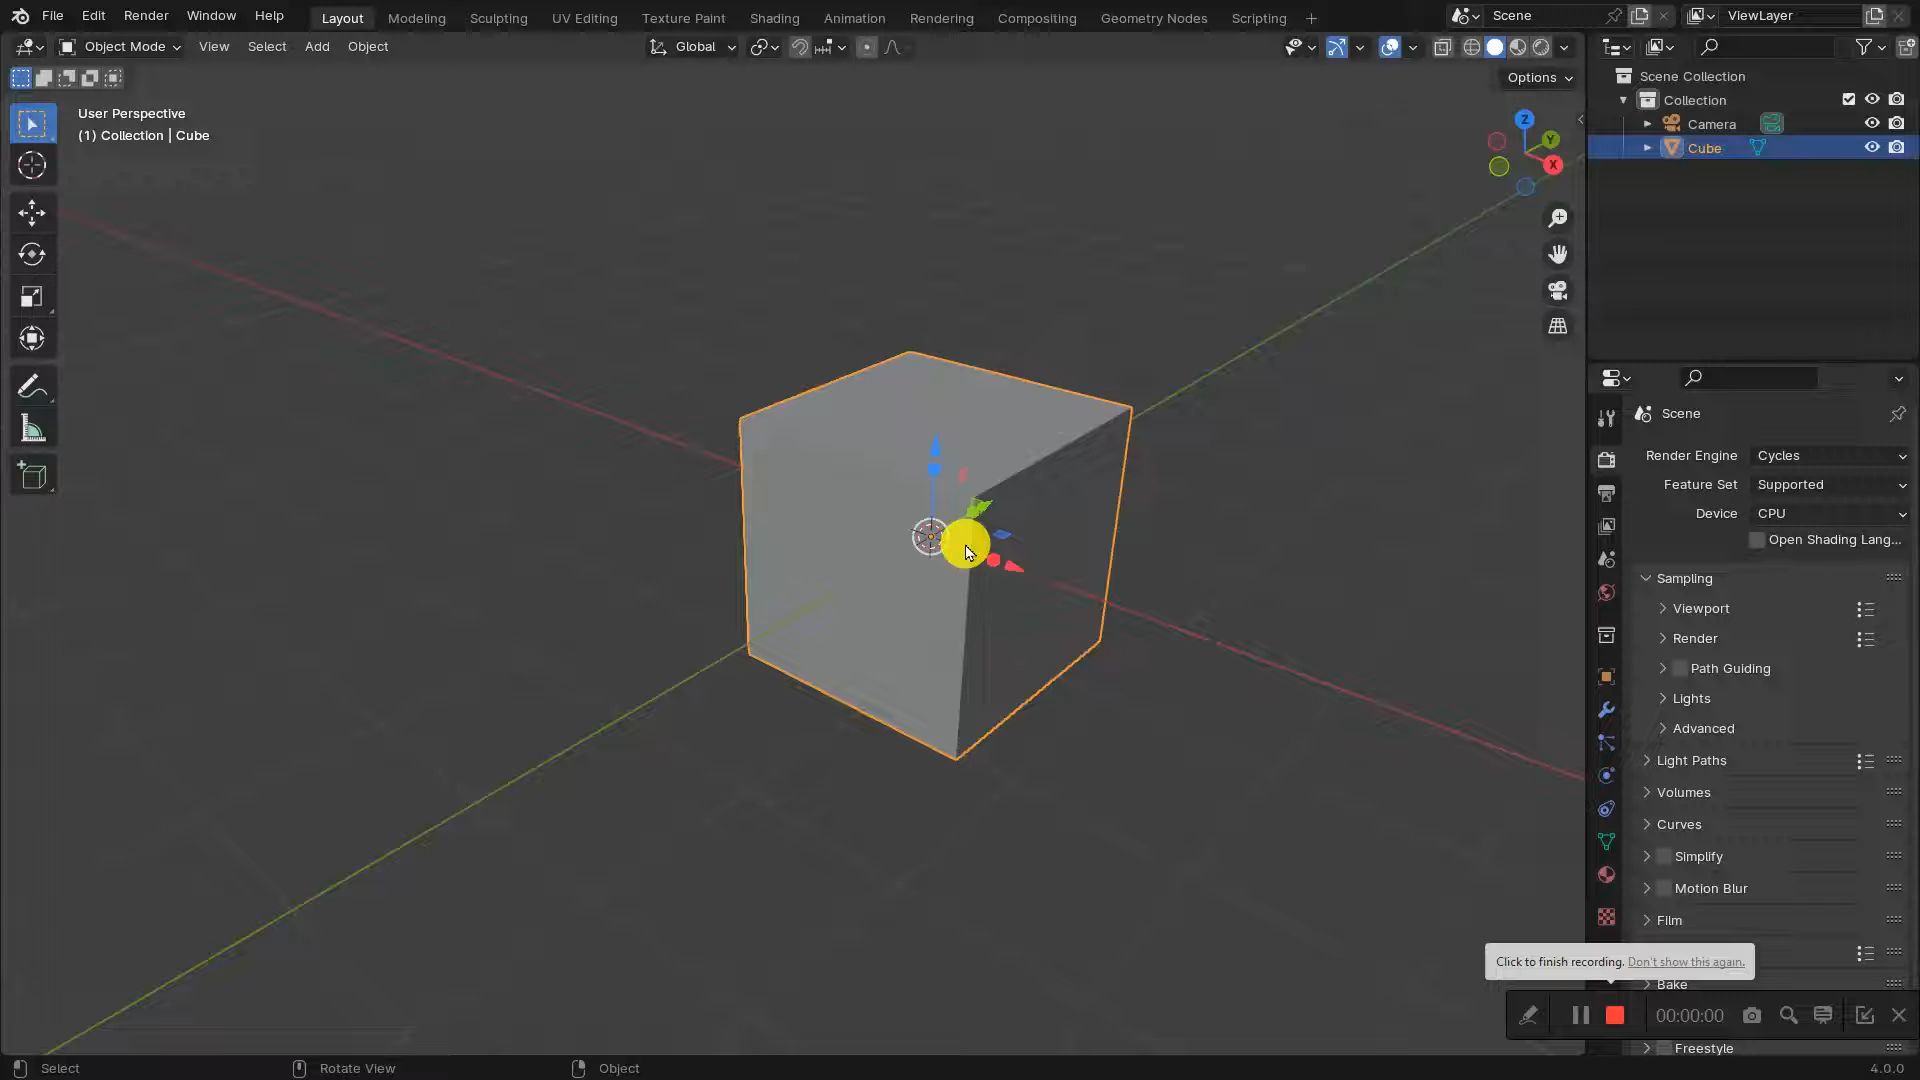 File Edit Render Window Help Layout Modeling Sculpting UV Editing Texture Paint Shading Animation Rendering Compositing Geometry Nodes Scripting + Scene ViewLayer
Object Mode View Select Add Object Global
Options
User Perspective
(1) Collection | Cube
Z
Y
X
Scene Collection
Collection
Camera
Cube
Scene
Render Engine Cycles
Feature Set Supported
Device CPU
Open Shading Lang...
Sampling
Viewport
Render
Path Guiding
Lights
Advanced
Light Paths
Volumes
Curves
Simplify
Motion Blur
Film
Click to finish recording. Don't show this again.
Bake
00:00:00
Freestyle
Select Rotate View Object 4.0.0